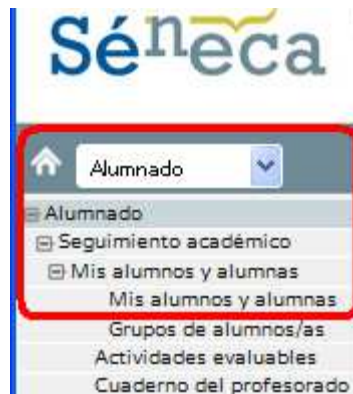 Séneca
Alumnado
Alumnado
Seguimiento académico
Mis alumnos y alumnas
Mis alumnos y alumnas
Grupos de alumnos/as
Actividades evaluables
Cuaderno del profesorado